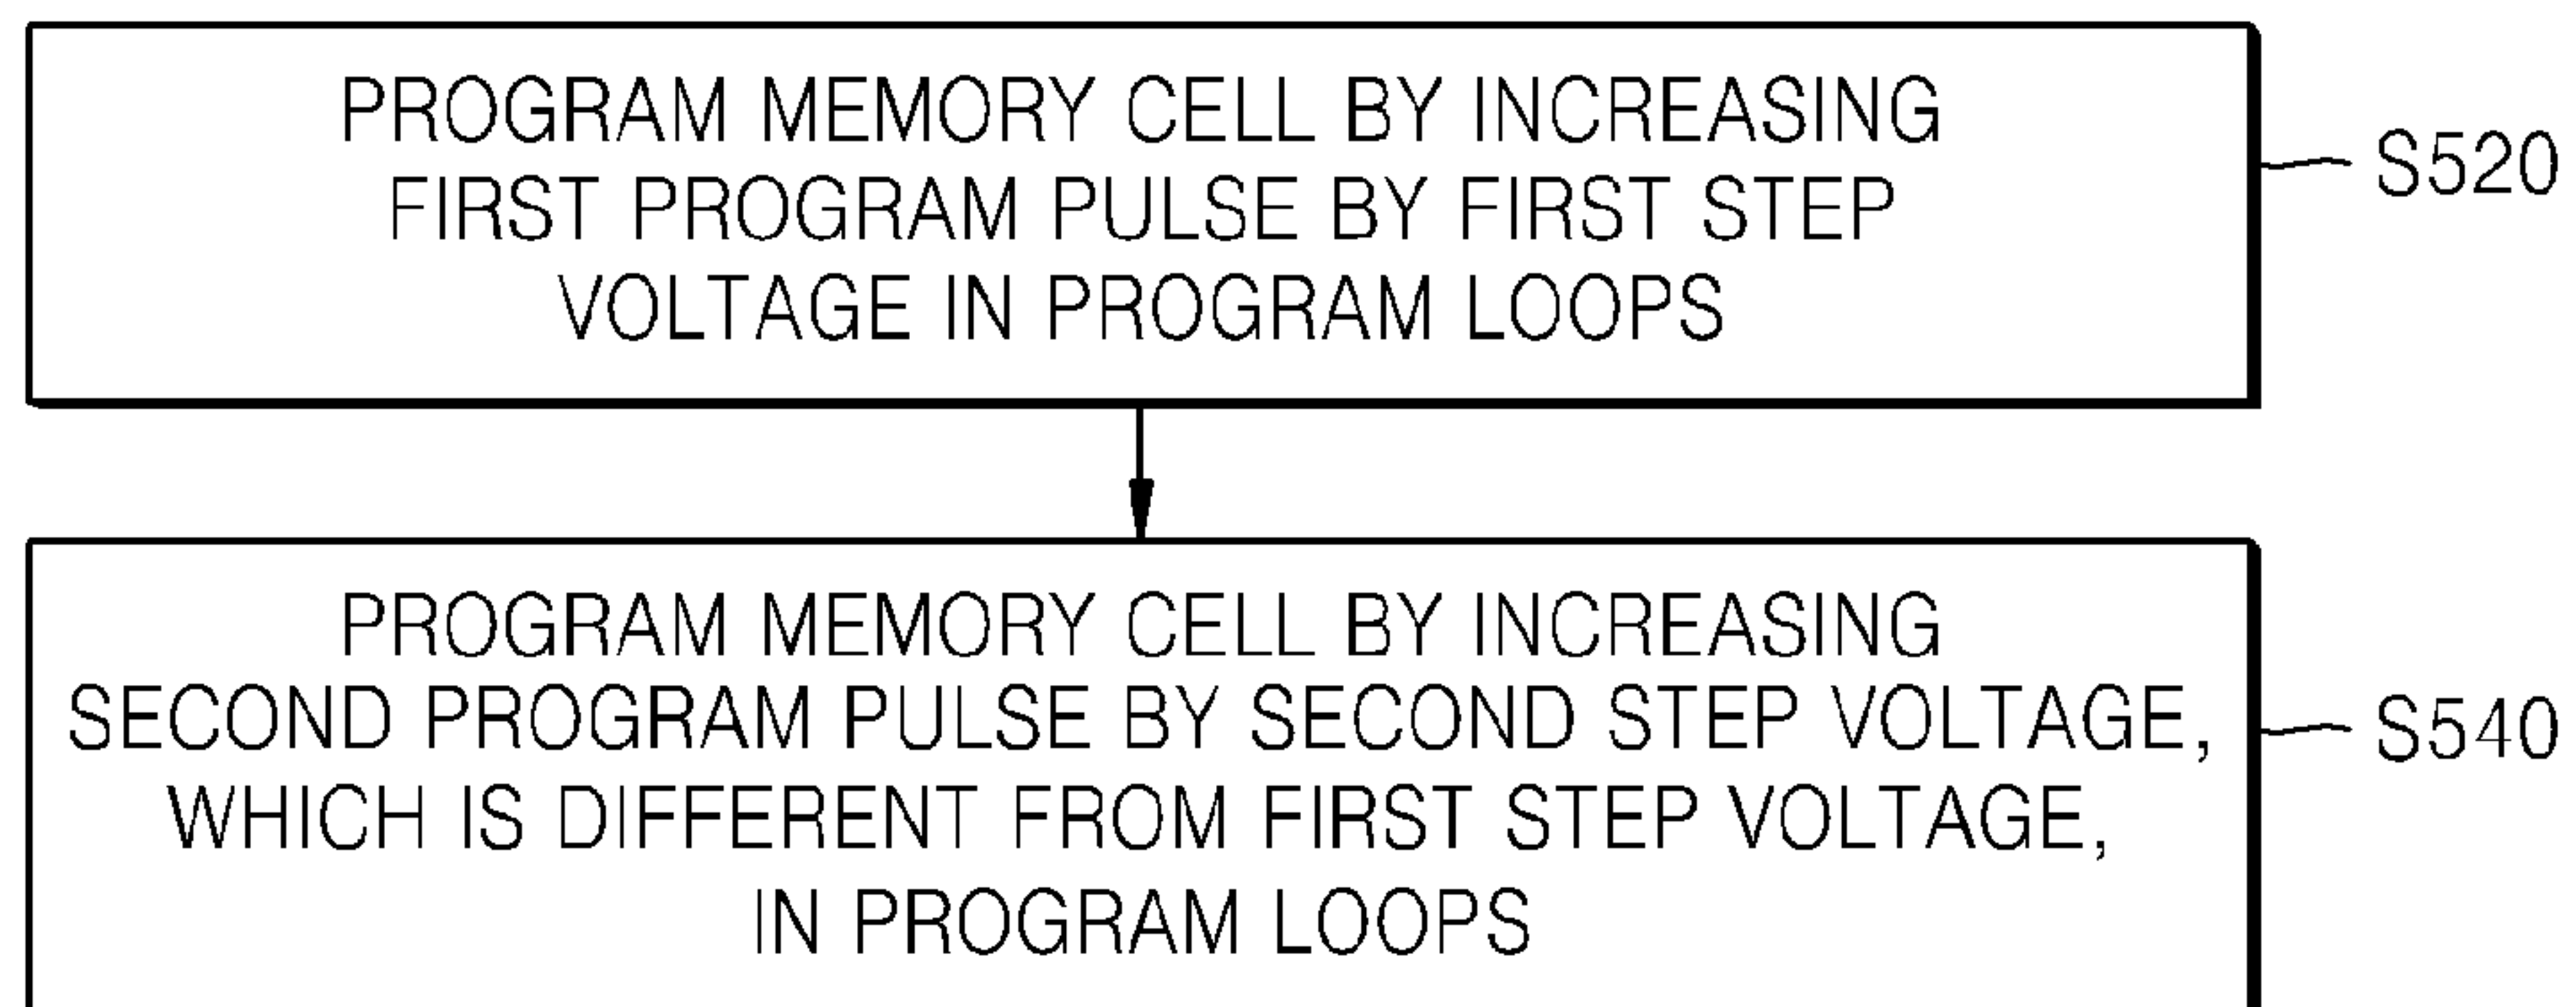 PROGRAM MEMORY CELL BY INCREASING
FIRST PROGRAM PULSE BY FIRST STEP
VOLTAGE IN PROGRAM LOOPS
S520
PROGRAM MEMORY CELL BY INCREASING
SECOND PROGRAM PULSE BY SECOND STEP VOLTAGE,
WHICH IS DIFFERENT FROM FIRST STEP VOLTAGE,
IN PROGRAM LOOPS
S540